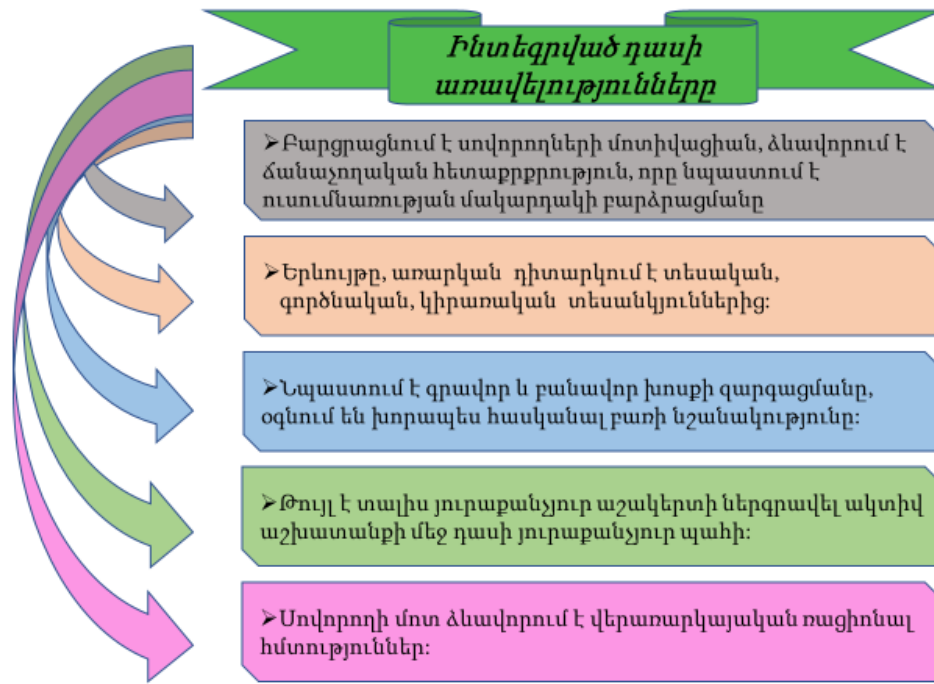 Ինտեգրված դասի
առավելությունները
➢Բարցրացնում է սովորողների մոտիվացիան, ձևավորում է
ճանաչողական հետաքրքրություն, որը նպաստում է
ուսումնառության մակարդակի բարձրացմանը
➢Երևույթը, առարկան դիտարկում է տեսական,
գործնական, կիրառական տեսանկյուններից:
➢Նպաստում է գրավոր և բանավոր խոսքի զարգացմանը,
օգնում են խորապես հասկանալ բառի նշանակությունը:
➢Թույլ է տալիս յուրաքանչյուր աշակերտի ներգրավել ակտիվ
աշխատանքի մեջ դասի յուրաքանչյուր պահի:
➢Սովորողի մոտ ձևավորում է վերառարկայական ռացիոնալ
հմտություններ: